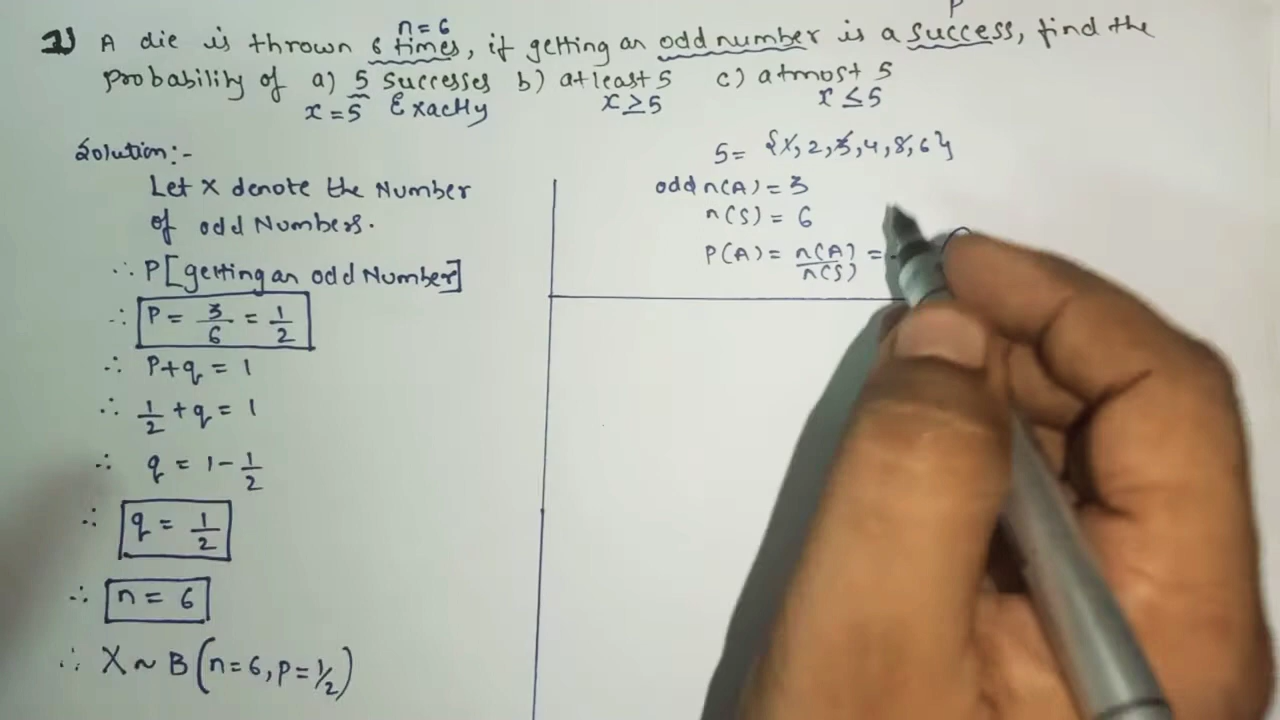 P
n = 6
2) A die is thrown 6 times, if getting an odd number is a success, find the
probability of a) 5 successes b) atleast 5 c) atmost 5
x = 5 Exactly x ≥ 5 x ≤ 5
Solution:-
S = {1, 2, 3, 4, 5, 6}
Let X denote the Number
of odd Numbers.
∴ P[getting an odd Number]
∴ P = 3/6 = 1/2
∴ P + q = 1
∴ 1/2 + q = 1
∴ q = 1 - 1/2
∴ q = 1/2
∴ n = 6
∴ X ~ B(n = 6, P = 1/2)
odd n(A) = 3
n(S) = 6
P(A) = n(A)/n(S) =